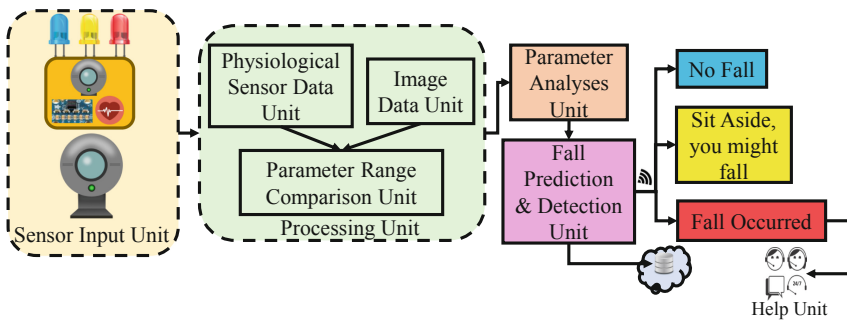 Sensor Input Unit
Physiological
Sensor Data
Unit
Image
Data Unit
Parameter Range
Comparison Unit
Processing Unit
Parameter
Analyses
Unit
Fall
Prediction
& Detection
Unit
No Fall
Sit Aside,
you might
fall
Fall Occurred
24/7
Help Unit